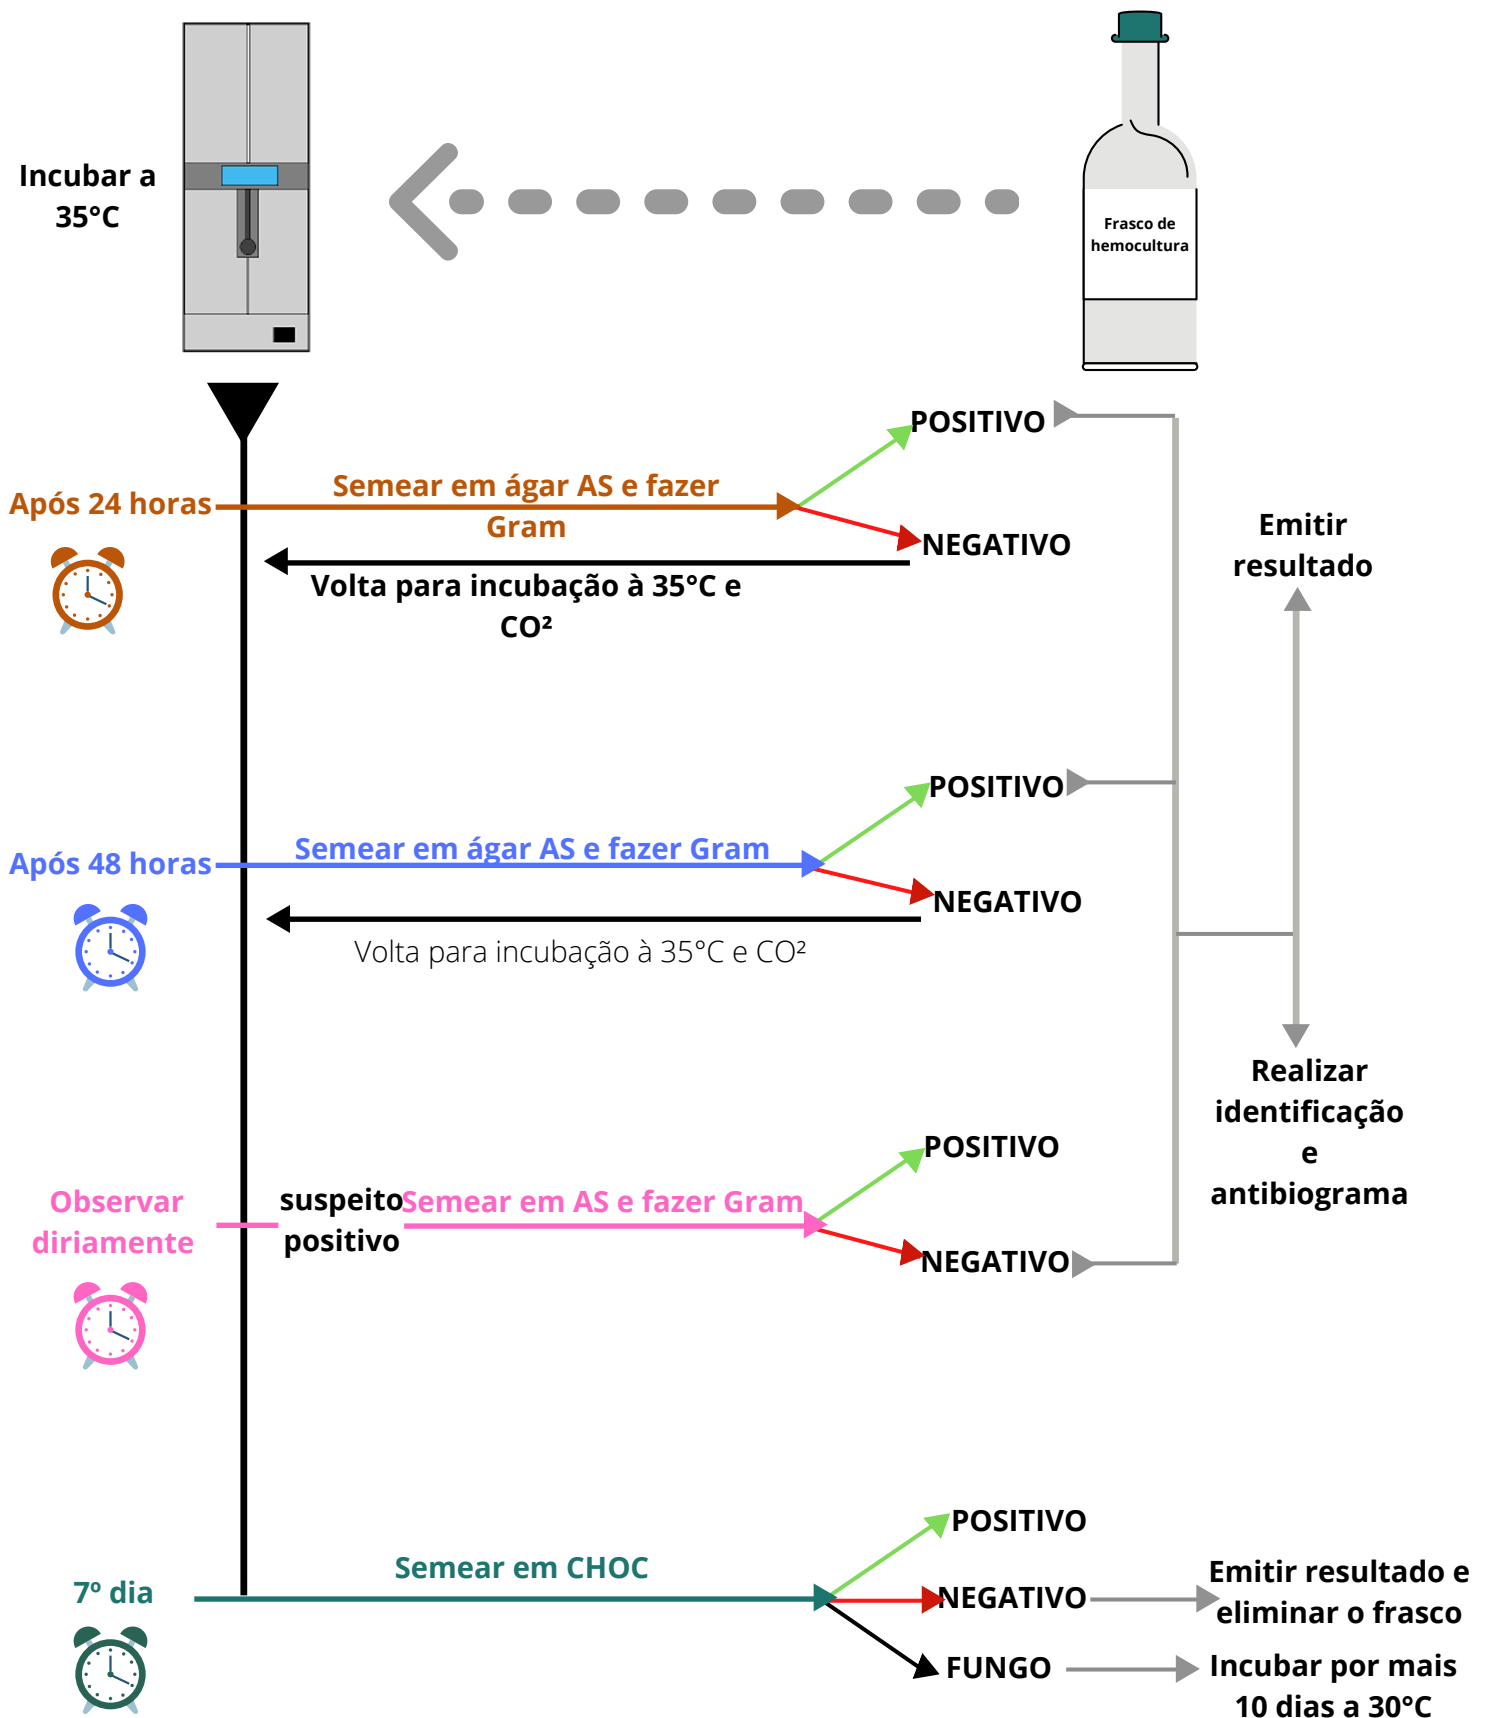 Incubar a
35°C
Frasco de
hemocultura
POSITIVO
Após 24 horas
Semear em ágar AS e fazer
Gram
NEGATIVO
Volta para incubação à 35°C e
CO²
Emitir
resultado
POSITIVO
Após 48 horas
Semear em ágar AS e fazer Gram
NEGATIVO
Volta para incubação à 35°C e CO²
Realizar
identificação
e
antibiograma
POSITIVO
Observar
diriamente
suspeito
positivo
Semear em AS e fazer Gram
NEGATIVO
POSITIVO
7º dia
Semear em CHOC
NEGATIVO
Emitir resultado e
eliminar o frasco
FUNGO
Incubar por mais
10 dias a 30°C